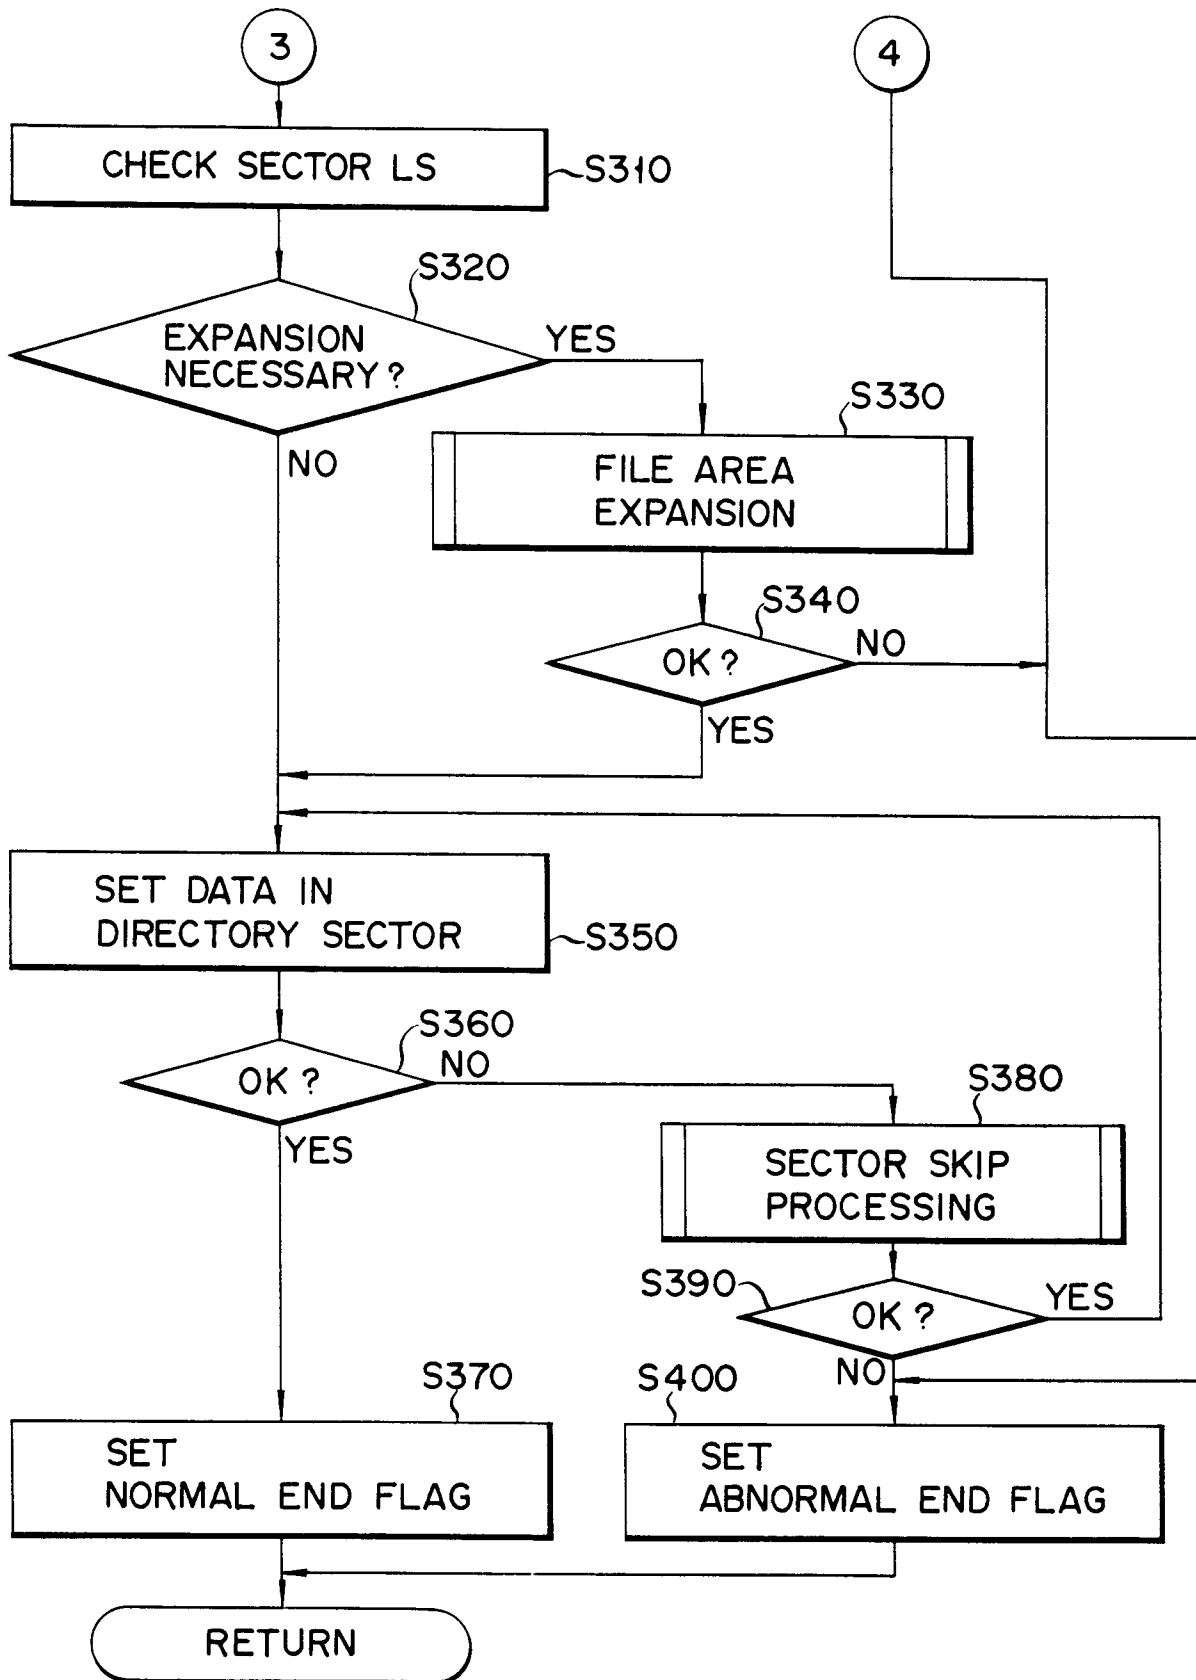 3
4
CHECK SECTOR LS
S310
S320
EXPANSION
NECESSARY?
YES
NO
S330
FILE AREA
EXPANSION
S340
OK?
NO
YES
SET DATA IN
DIRECTORY SECTOR
S350
S360
OK?
NO
YES
S380
SECTOR SKIP
PROCESSING
S390
OK?
YES
NO
S370
SET
NORMAL END FLAG
S400
SET
ABNORMAL END FLAG
RETURN